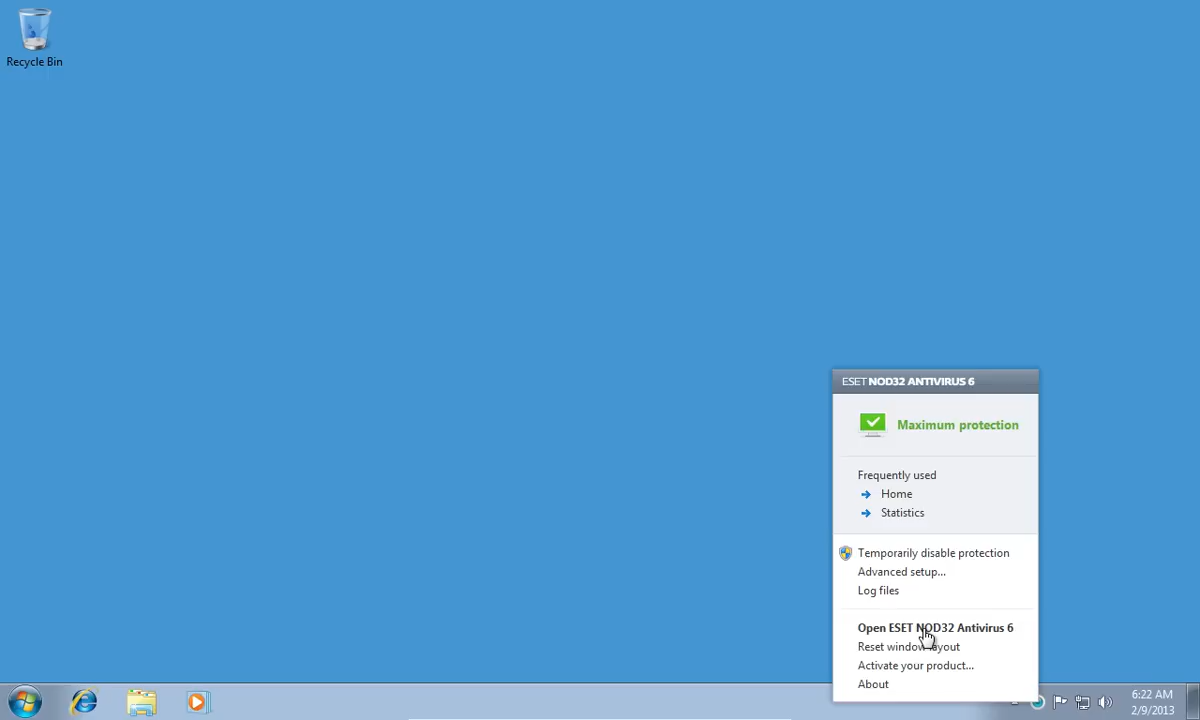 Recycle Bin
ESET NOD32 ANTIVIRUS 6
Maximum protection
Frequently used
Home
Statistics
Temporarily disable protection
Advanced setup...
Log files
Open ESET NOD32 Antivirus 6
Reset window layout
Activate your product...
About
6:22 AM
2/9/2013